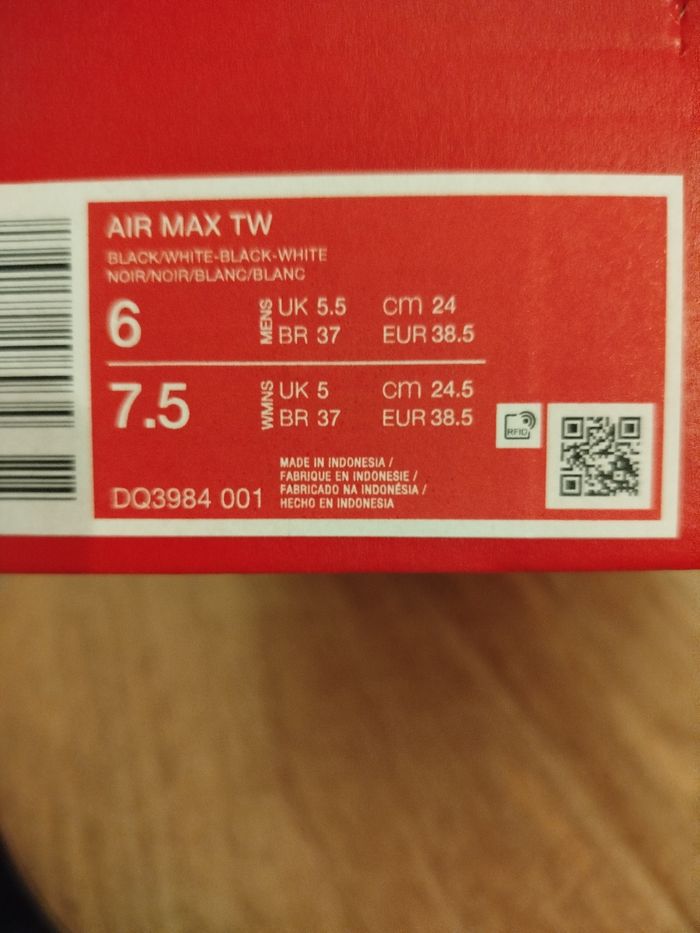 AIR MAX TW
BLACK/WHITE-BLACK-WHITE
NOIR/NOIR/BLANC/BLANC
6 MENS UK 5.5 cm 24
BR 37 EUR 38.5
7.5 WMNS UK 5 cm 24.5
BR 37 EUR 38.5
RFID
MADE IN INDONESIA /
FABRIQUE EN INDONESIE /
FABRICADO NA INDONÉSIA /
HECHO EN INDONESIA
DQ3984 001